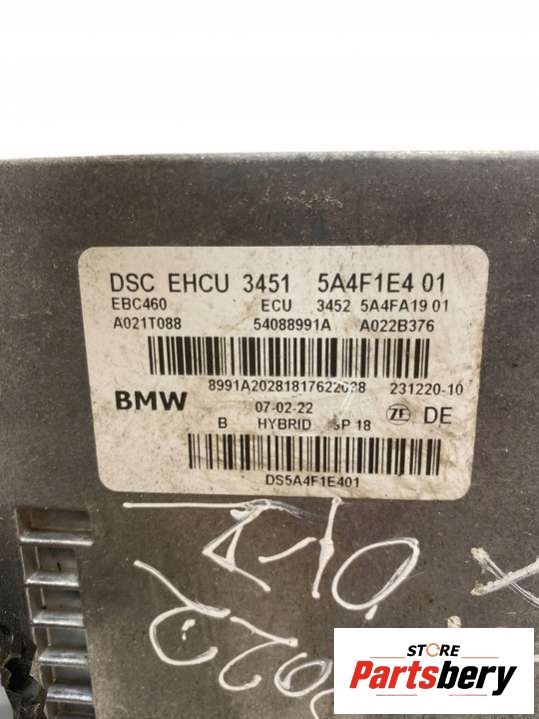 DSC EHCU 3451 5A4F1E4 01
EBC460 ECU 3452 5A4FA19 01
A021T088 54088991A A022B376
8991A20281817622038 231220-10
BMW 07-02-22 ZF DE
B HYBRID SP 18
DS5A4F1E401
STORE
Partsbery